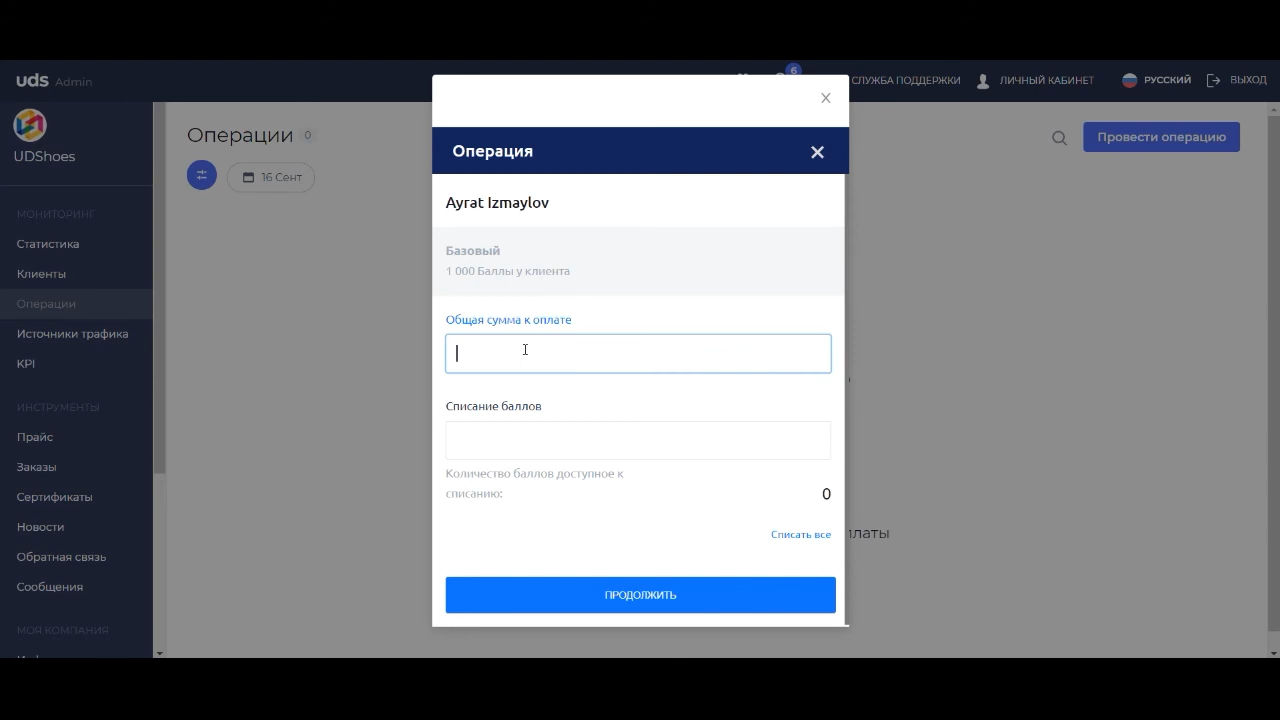 uds Admin
6
СЛУЖБА ПОДДЕРЖКИ
ЛИЧНЫЙ КАБИНЕТ
РУССКИЙ
ВЫХОД
UDShoes
МОНИТОРИНГ
Статистика
Клиенты
Операции
Источники трафика
KPI
ИНСТРУМЕНТЫ
Прайс
Заказы
Сертификаты
Новости
Обратная связь
Сообщения
МОЯ КОМПАНИЯ
Операции 0
16 Сент
Провести операцию
Операция
Ayrat Izmaylov
Базовый
1 000 Баллы у клиента
Общая сумма к оплате
Списание баллов
Количество баллов доступное к
списанию: 0
Списать все
ПРОДОЛЖИТЬ